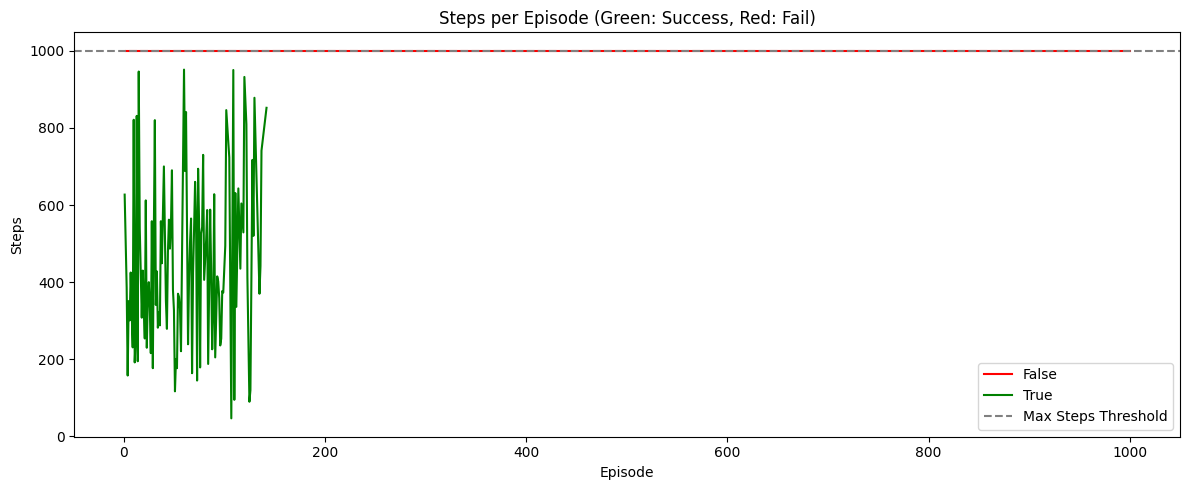 Steps per Episode (Green: Success, Red: Fail)
1000
800
600
400
200
0
Steps
0 200 400 600 800 1000
Episode
False
True
Max Steps Threshold